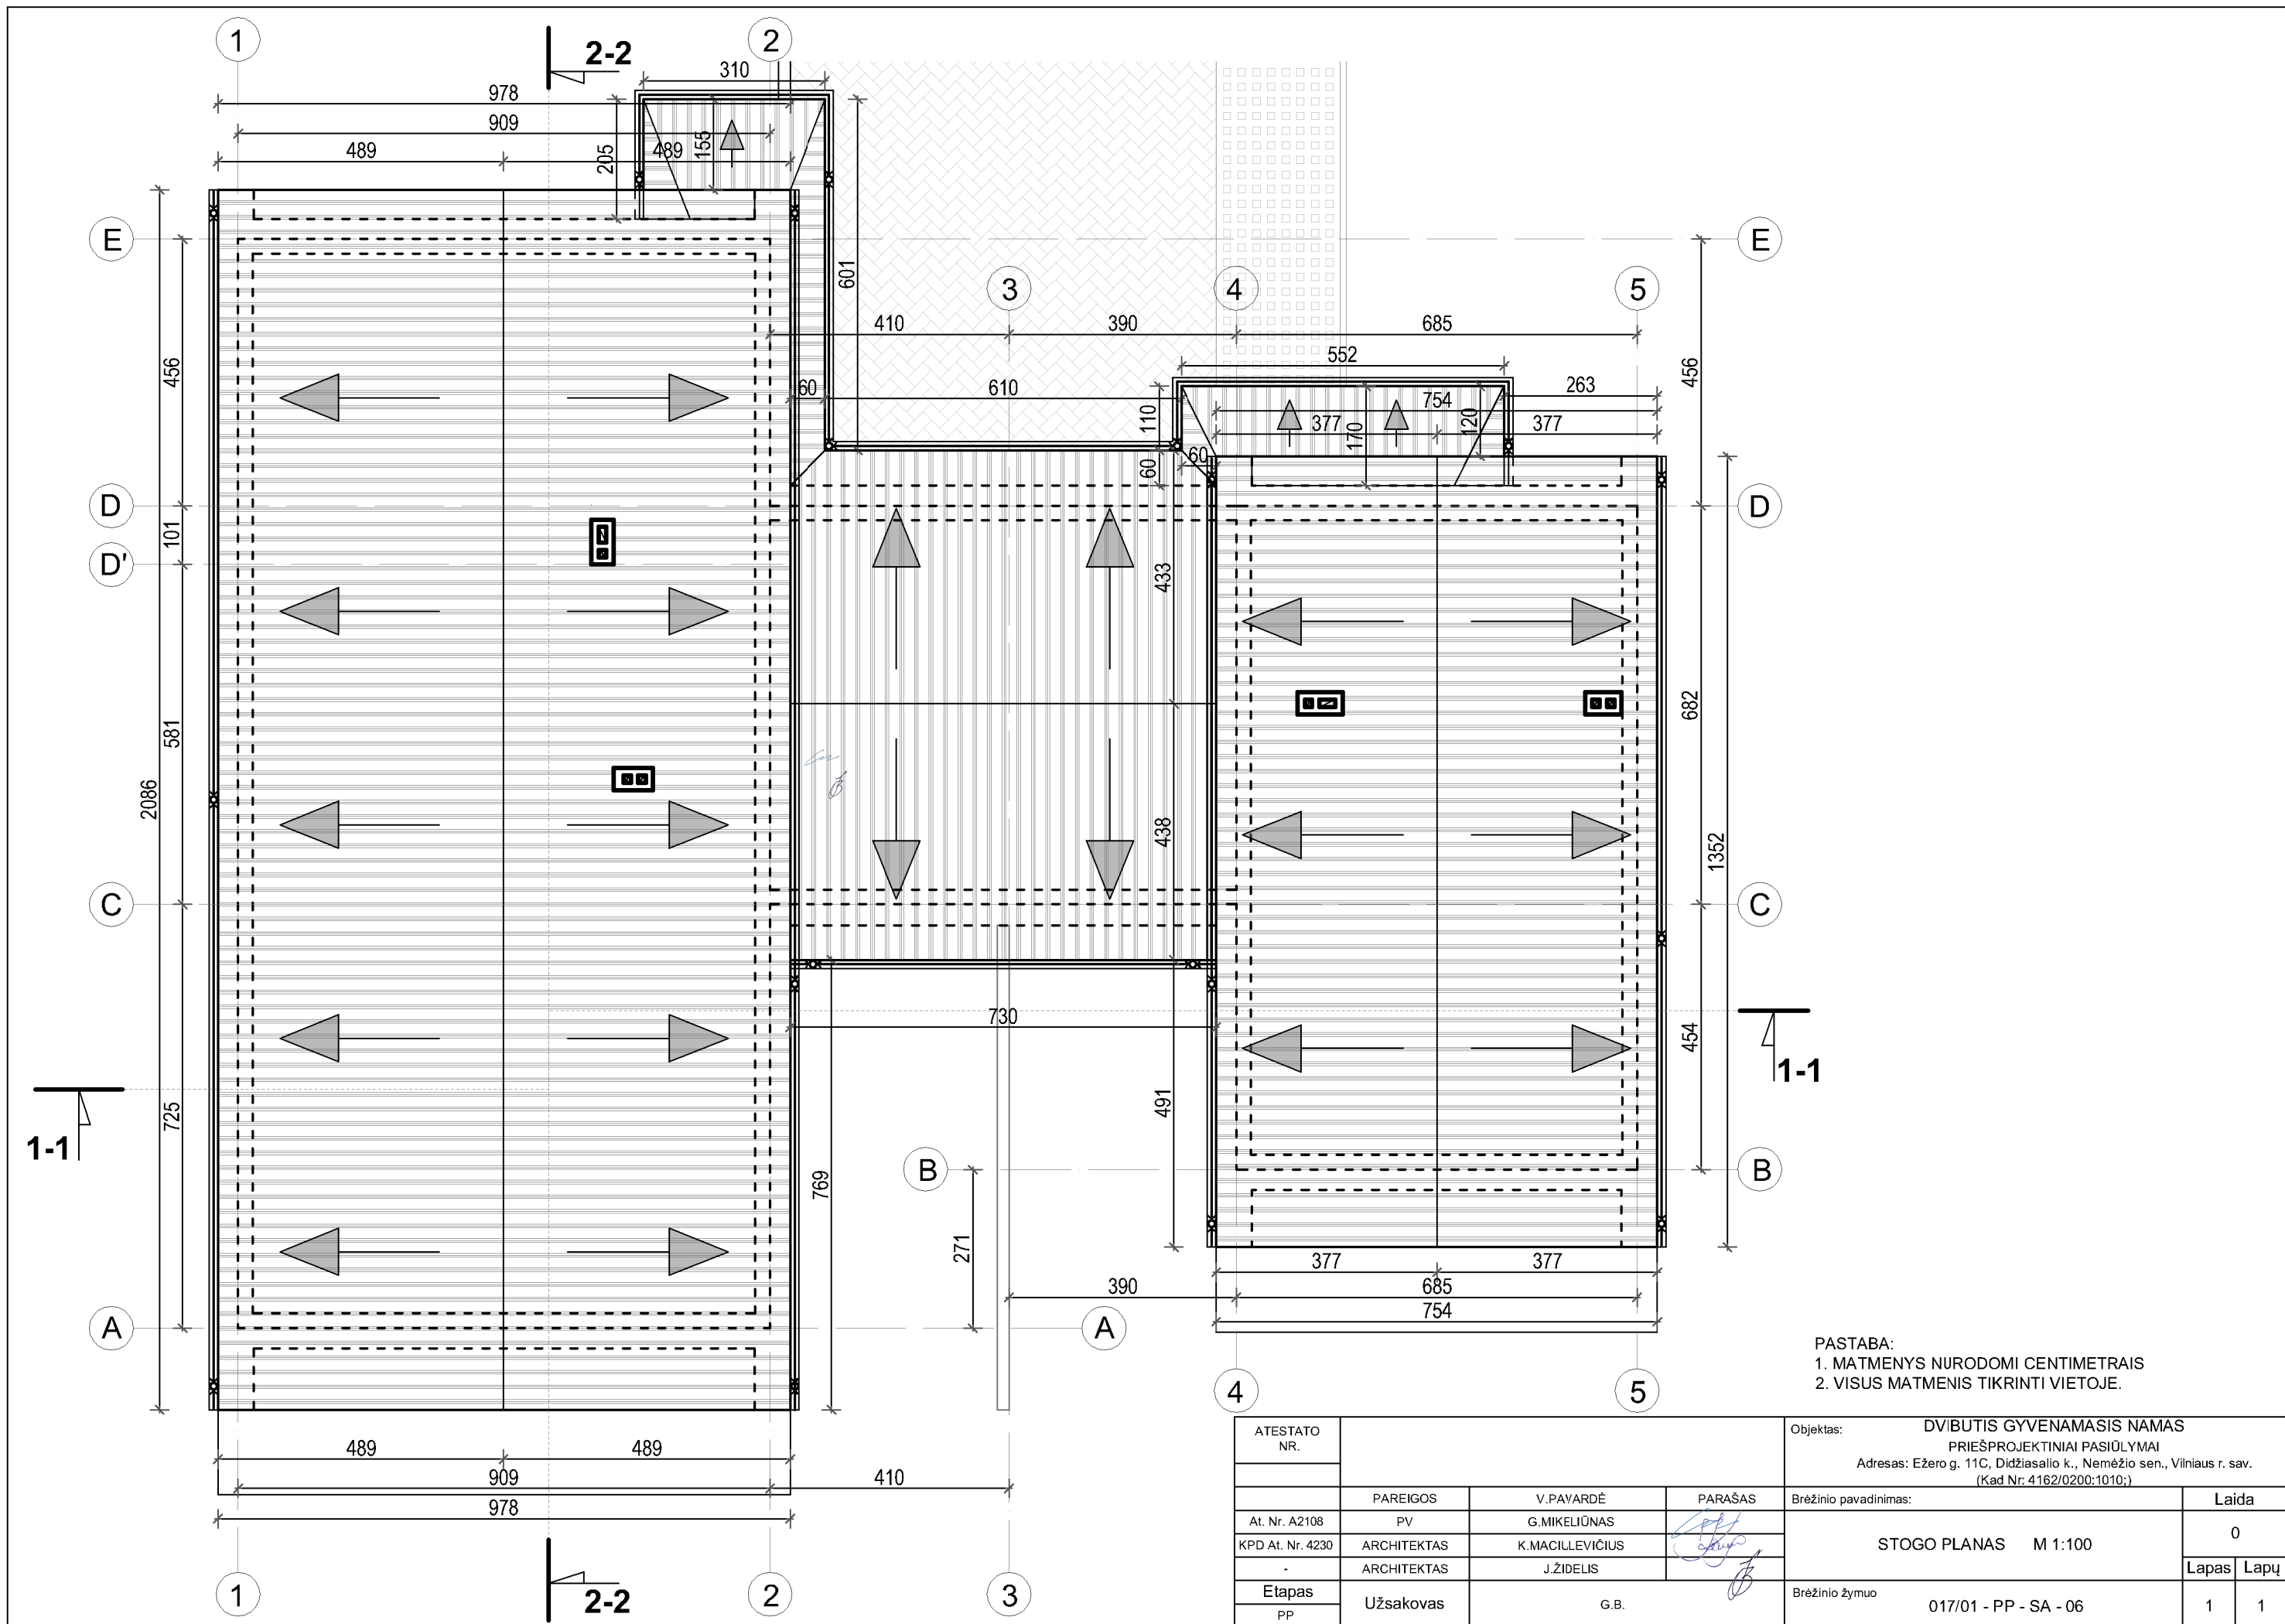 1
2-2
2
310
978
909
489
489
155
205
E
E
601
3
4
5
410
390
685
552
456
456
60
610
263
754
110
377
170
120
377
60
60
D
D
101
D'
433
581
682
2086
438
1352
C
C
730
454
1-1
1-1
725
491
769
B
B
271
377
377
390
685
754
A
A
4
5
489
489
909
410
978
1
2-2
2
3
PASTABA:
1. MATMENYS NURODOMI CENTIMETRAIS
2. VISUS MATMENIS TIKRINTI VIETOJE.
ATESTATO
NR.
Objektas: DVIBUTIS GYVENAMASIS NAMAS
PRIEŠPROJEKTINIAI PASIŪLYMAI
Adresas: Ežero g. 11C, Didžiasalio k., Nemėžio sen., Vilniaus r. sav.
(Kad Nr: 4162/0200:1010;)
PAREIGOS V.PAVARDĖ PARAŠAS Brėžinio pavadinimas: Laida
At. Nr. A2108 PV G.MIKELIŪNAS
0
STOGO PLANAS M 1:100
KPD At. Nr. 4230 ARCHITEKTAS K.MACIULEVIČIUS
- ARCHITEKTAS J.ŽIDELIS Lapas Lapų
Etapas Užsakovas G.B. Brėžinio žymuo
PP 017/01 - PP - SA - 06 1 1